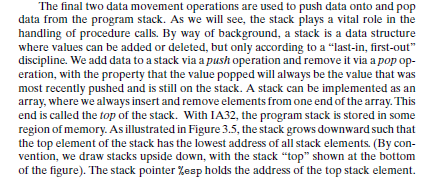 The final two data movement operations are used to push data onto and pop
data from the program stack. As we will see, the stack plays a vital role in the
handling of procedure calls. By way of background, a stack is a data structure
where values can be added or deleted, but only according to a “last-in, first-out”
discipline. We add data to a stack via a push operation and remove it via a pop op-
eration, with the property that the value popped will always be the value that was
most recently pushed and is still on the stack. A stack can be implemented as an
array, where we always insert and remove elements from one end of the array. This
end is called the top of the stack. With IA32, the program stack is stored in some
region of memory. As illustrated in Figure 3.5, the stack grows downward such that
the top element of the stack has the lowest address of all stack elements. (By con-
vention, we draw stacks upside down, with the stack “top” shown at the bottom
of the figure). The stack pointer %esp holds the address of the top stack element.